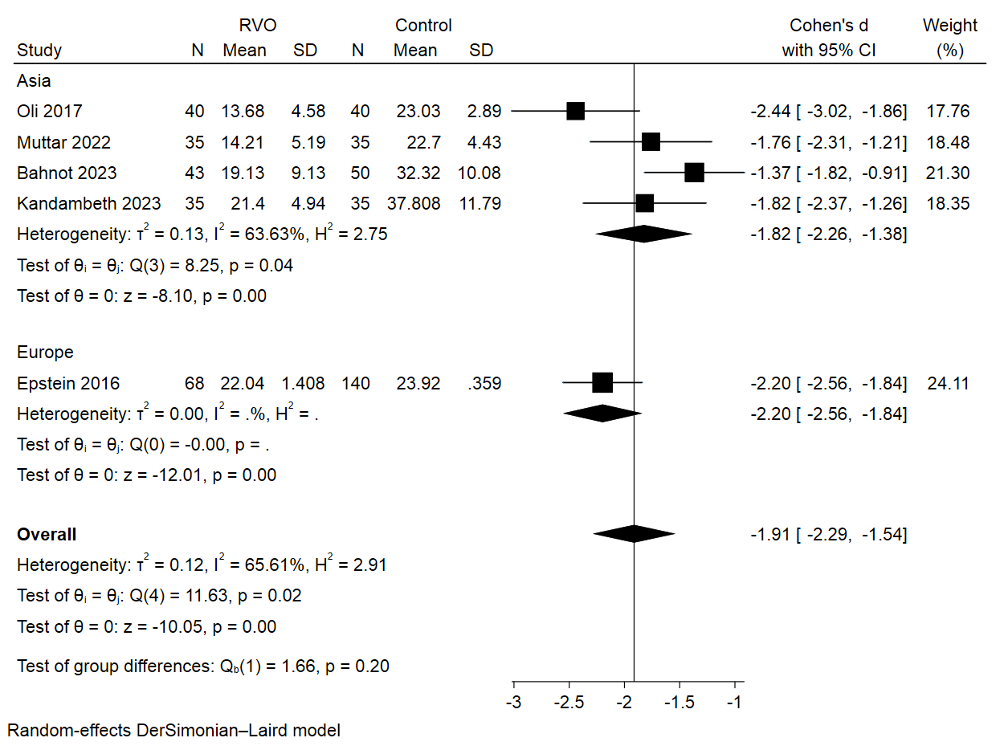 RVO Control Cohen's d Weight
Study N Mean SD N Mean SD with 95% CI (%)
Asia
Oli 2017 40 13.68 4.58 40 23.03 2.89 -2.44 [ -3.02, -1.86] 17.76
Muttar 2022 35 14.21 5.19 35 22.7 4.43 -1.76 [ -2.31, -1.21] 18.48
Bahnot 2023 43 19.13 9.13 50 32.32 10.08 -1.37 [ -1.82, -0.91] 21.30
Kandambeth 2023 35 21.4 4.94 35 37.808 11.79 -1.82 [ -2.37, -1.26] 18.35
Heterogeneity: τ² = 0.13, I² = 63.63%, H² = 2.75 -1.82 [ -2.26, -1.38]
Test of θᵢ = θⱼ: Q(3) = 8.25, p = 0.04
Test of θ = 0: z = -8.10, p = 0.00
Europe
Epstein 2016 68 22.04 1.408 140 23.92 .359 -2.20 [ -2.56, -1.84] 24.11
Heterogeneity: τ² = 0.00, I² = .%, H² = . -2.20 [ -2.56, -1.84]
Test of θᵢ = θⱼ: Q(0) = -0.00, p = .
Test of θ = 0: z = -12.01, p = 0.00
Overall -1.91 [ -2.29, -1.54]
Heterogeneity: τ² = 0.12, I² = 65.61%, H² = 2.91
Test of θᵢ = θⱼ: Q(4) = 11.63, p = 0.02
Test of θ = 0: z = -10.05, p = 0.00
Test of group differences: Q_b(1) = 1.66, p = 0.20
-3 -2.5 -2 -1.5 -1
Random-effects DerSimonian–Laird model